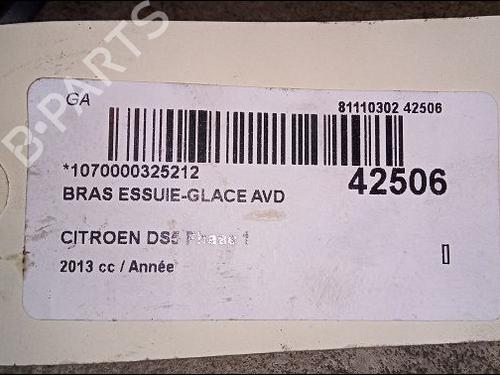 GA
81110302 42506
*1070000325212
42506
BRAS ESSUIE-GLACE AVD
CITROEN DS5 Phase 1
2013 cc / Année
B-PARTS